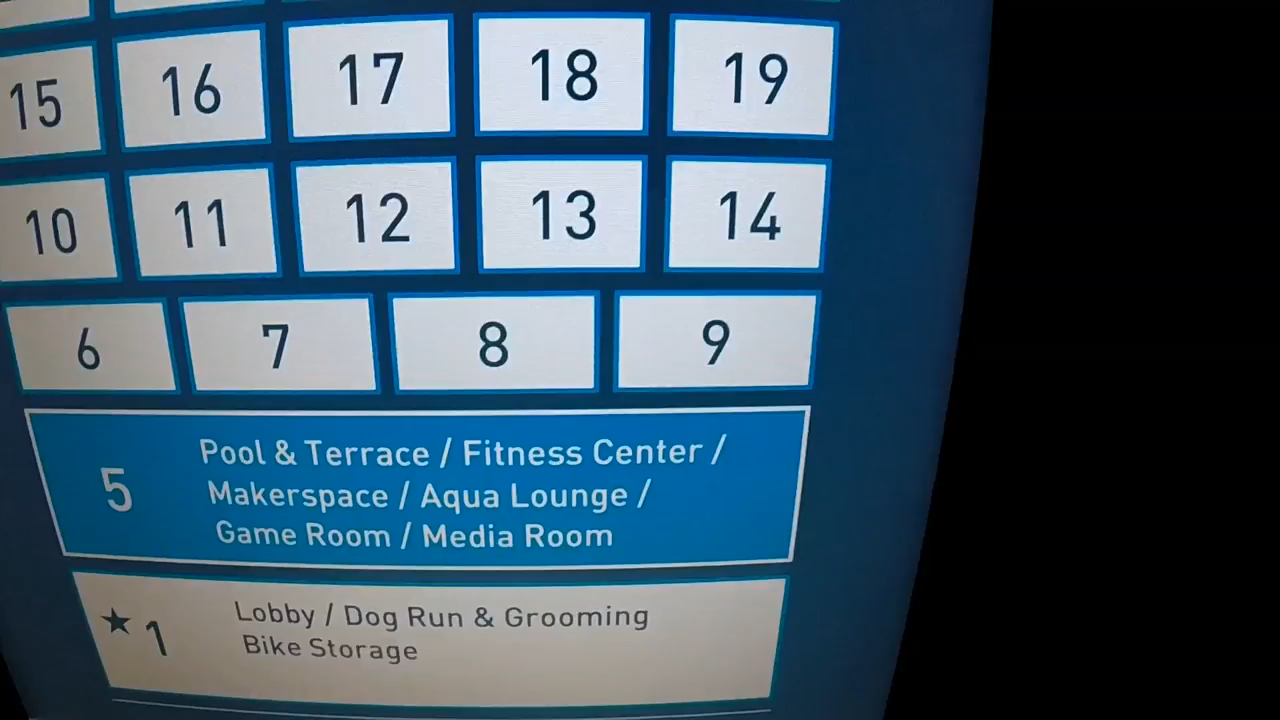 15 16 17 18 19
10 11 12 13 14
6 7 8 9
5 Pool & Terrace / Fitness Center /
Makerspace / Aqua Lounge /
Game Room / Media Room
★ 1 Lobby / Dog Run & Grooming
Bike Storage